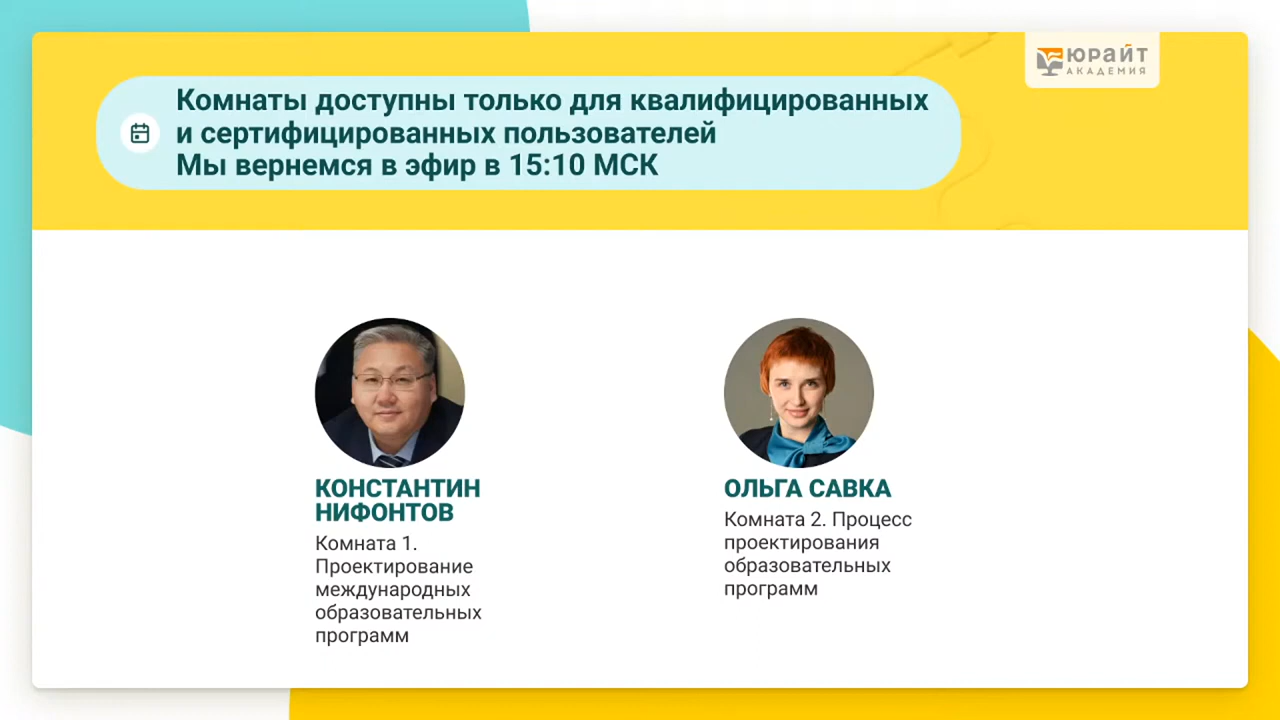 ЮРАЙТ
АКАДЕМИЯ
Комнаты доступны только для квалифицированных
и сертифицированных пользователей
Мы вернемся в эфир в 15:10 МСК
КОНСТАНТИН
НИФОНТОВ
Комната 1.
Проектирование
международных
образовательных
программ
ОЛЬГА САВКА
Комната 2. Процесс
проектирования
образовательных
программ